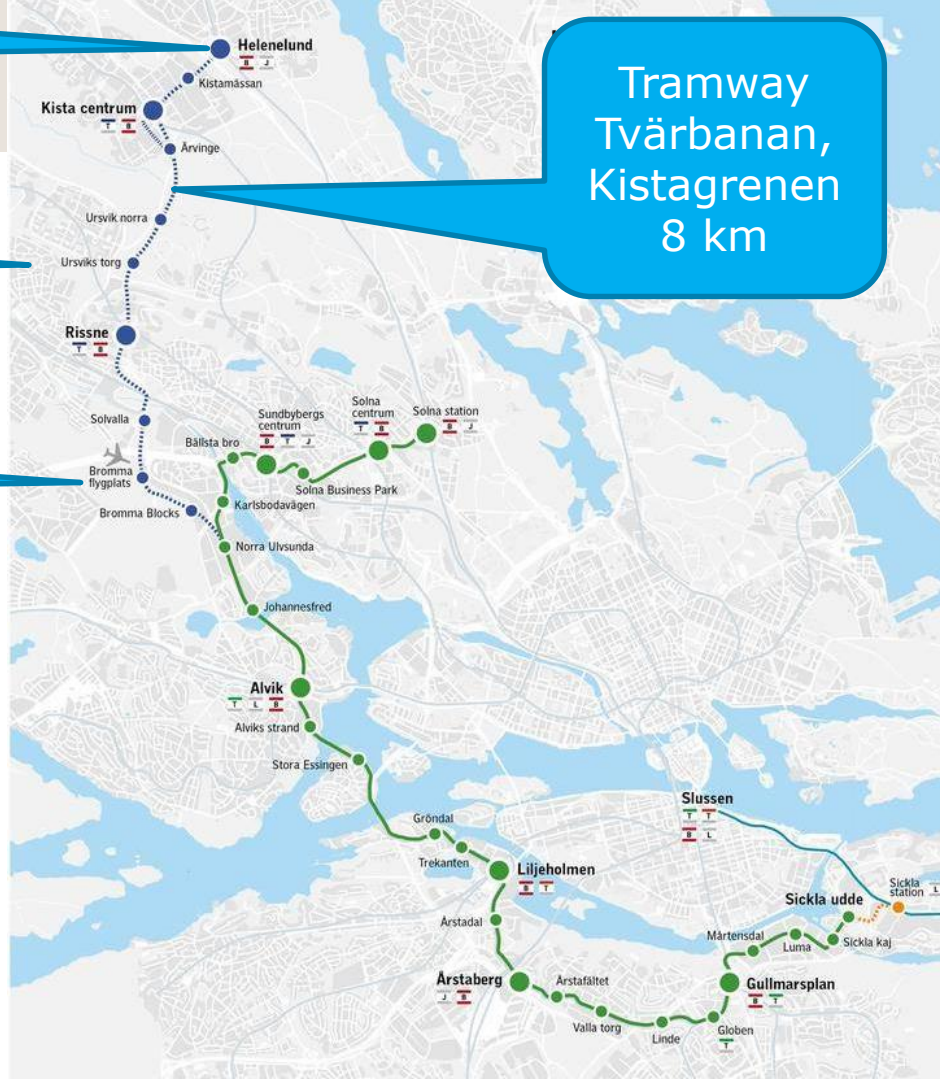 Helenelund
B J
Kistamässan
Kista centrum
T B
Ärvinge
Tramway
Tvärbanan,
Kistagrenen
8 km
Ursvik norra
Ursviks torg
Rissne
T B
Solvalla
Bromma
flygplats
Bromma Blocks
Bällsta bro
Sundbybergs
centrum
B T J
Solna
centrum
T B
Solna station
B J
Solna Business Park
Karlsbodavägen
Norra Ulvsunda
Johannesfred
Alvik
T L B
Alviks strand
Stora Essingen
Gröndal
Trekanten
Liljeholmen
B T
Årstadal
Årstaberg
J B
Årstafältet
Valla torg
Linde
Globen
T
Gullmarsplan
B T
Mårtensdal
Luma
Sickla kaj
Sickla udde
Slussen
T T
B L
Sickla
station L